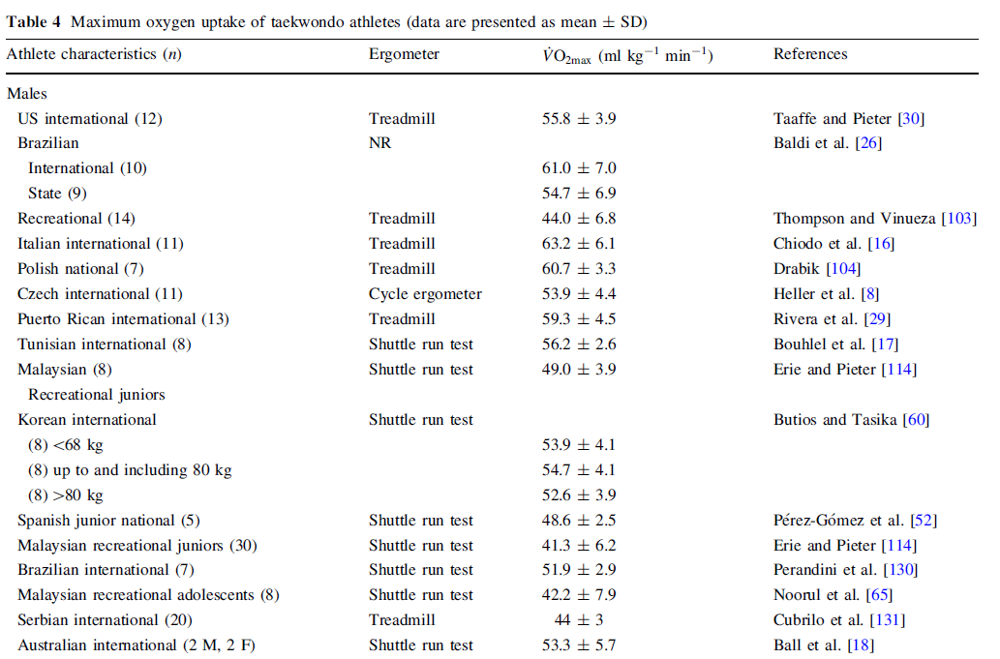 Table 4 Maximum oxygen uptake of taekwondo athletes (data are presented as mean ± SD)
Athlete characteristics (n) Ergometer V̇O2max (ml kg−1 min−1) References
Males
US international (12) Treadmill 55.8 ± 3.9 Taaffe and Pieter [30]
Brazilian NR Baldi et al. [26]
International (10) 61.0 ± 7.0
State (9) 54.7 ± 6.9
Recreational (14) Treadmill 44.0 ± 6.8 Thompson and Vinueza [103]
Italian international (11) Treadmill 63.2 ± 6.1 Chiodo et al. [16]
Polish national (7) Treadmill 60.7 ± 3.3 Drabik [104]
Czech international (11) Cycle ergometer 53.9 ± 4.4 Heller et al. [8]
Puerto Rican international (13) Treadmill 59.3 ± 4.5 Rivera et al. [29]
Tunisian international (8) Shuttle run test 56.2 ± 2.6 Bouhlel et al. [17]
Malaysian (8) Shuttle run test 49.0 ± 3.9 Erie and Pieter [114]
Recreational juniors
Korean international Shuttle run test Butios and Tasika [60]
(8) <68 kg 53.9 ± 4.1
(8) up to and including 80 kg 54.7 ± 4.1
(8) >80 kg 52.6 ± 3.9
Spanish junior national (5) Shuttle run test 48.6 ± 2.5 Pérez-Gómez et al. [52]
Malaysian recreational juniors (30) Shuttle run test 41.3 ± 6.2 Erie and Pieter [114]
Brazilian international (7) Shuttle run test 51.9 ± 2.9 Perandini et al. [130]
Malaysian recreational adolescents (8) Shuttle run test 42.2 ± 7.9 Noorul et al. [65]
Serbian international (20) Treadmill 44 ± 3 Cubrilo et al. [131]
Australian international (2 M, 2 F) Shuttle run test 53.3 ± 5.7 Ball et al. [18]